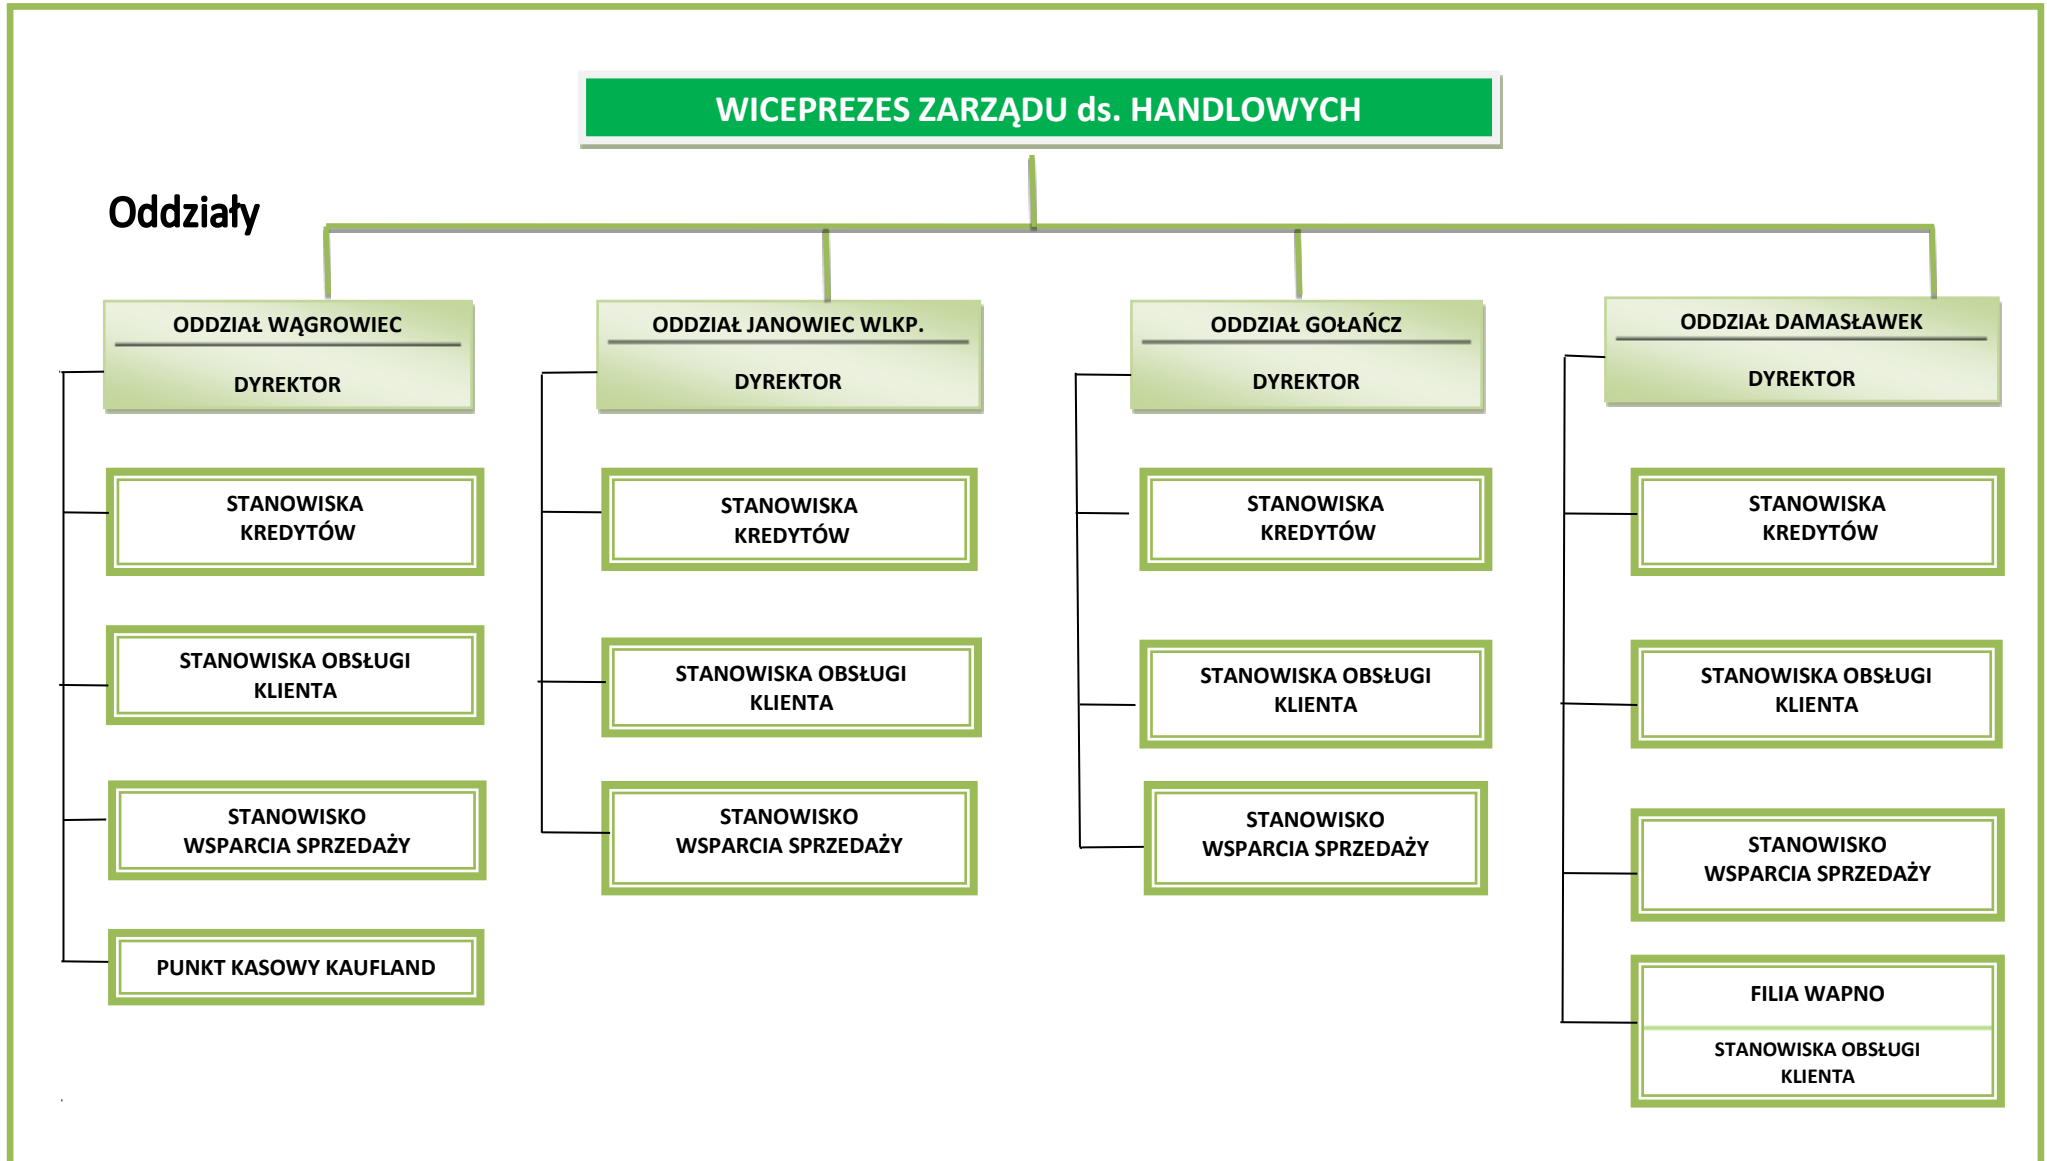 WICEPREZES ZARZĄDU ds. HANDLOWYCH
Oddziały
ODDZIAŁ WĄGROWIEC
DYREKTOR
STANOWISKA
KREDYTÓW
STANOWISKA OBSŁUGI
KLIENTA
STANOWISKO
WSPARCIA SPRZEDAŻY
PUNKT KASOWY KAUFLAND
ODDZIAŁ JANOWIEC WLKP.
DYREKTOR
STANOWISKA
KREDYTÓW
STANOWISKA OBSŁUGI
KLIENTA
STANOWISKO
WSPARCIA SPRZEDAŻY
ODDZIAŁ GOŁAŃCZ
DYREKTOR
STANOWISKA
KREDYTÓW
STANOWISKA OBSŁUGI
KLIENTA
STANOWISKO
WSPARCIA SPRZEDAŻY
ODDZIAŁ DAMASŁAWEK
DYREKTOR
STANOWISKA
KREDYTÓW
STANOWISKA OBSŁUGI
KLIENTA
STANOWISKO
WSPARCIA SPRZEDAŻY
FILIA WAPNO
STANOWISKA OBSŁUGI
KLIENTA